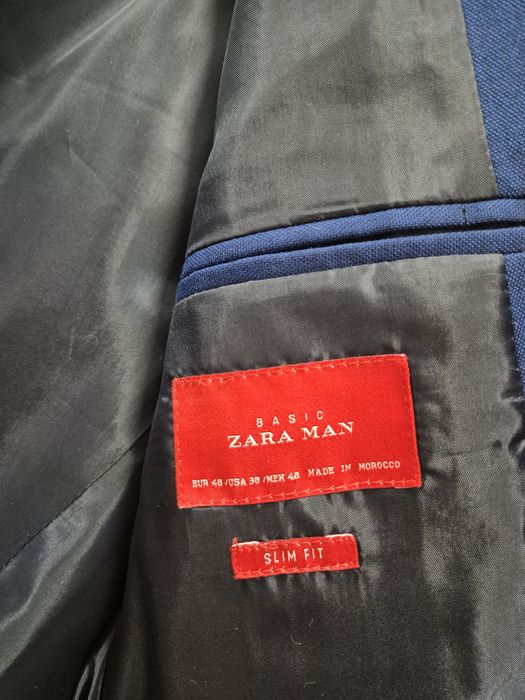 BASIC
ZARA MAN
EUR 48/USA 38/MEX 48 MADE IN MOROCCO
SLIM FIT